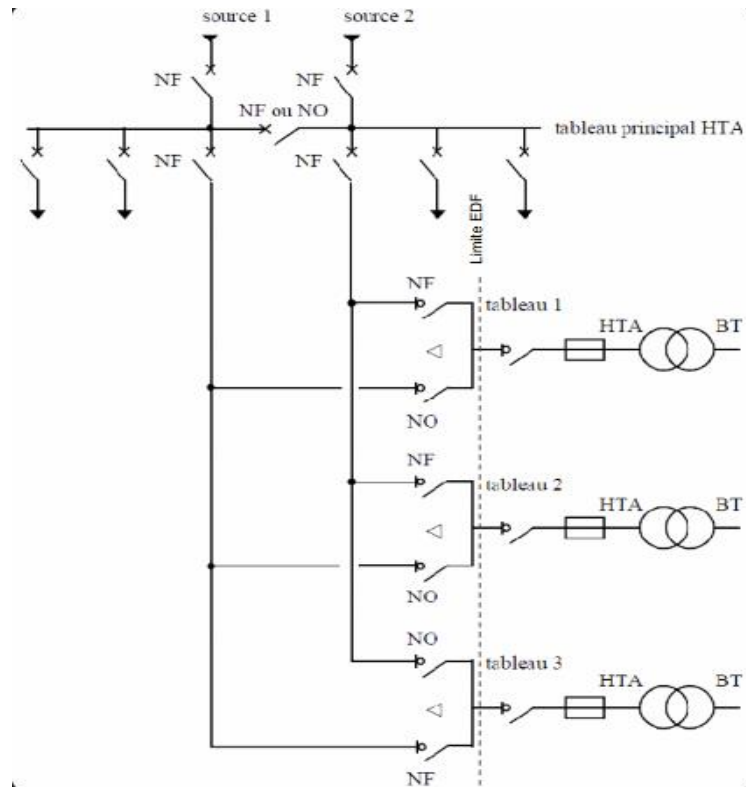 source 1
source 2
NF
NF
NF ou NO
tableau principal HTA
NF
NF
Limite EDF
NF
tableau 1
HTA
BT
NO
NF
tableau 2
HTA
BT
NO
NO
tableau 3
HTA
BT
NF